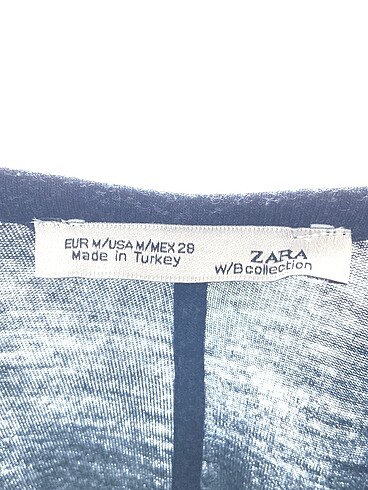 EUR M/USA M/MEX 28
Made in Turkey
ZARA
W/B collection